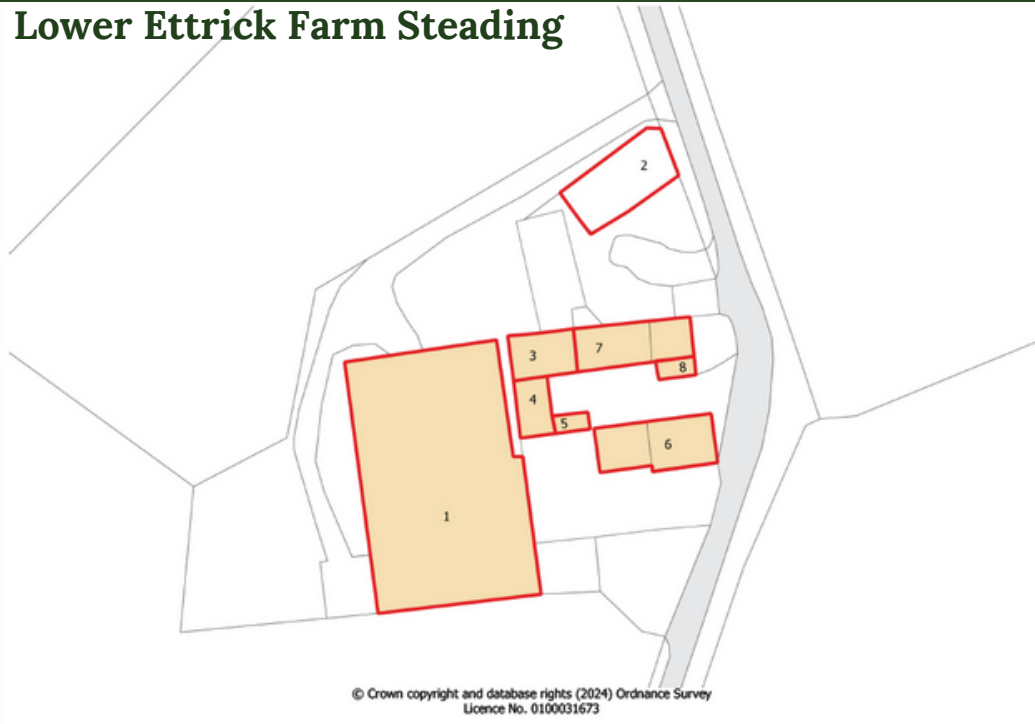 Lower Ettrick Farm Steading
2
3
7
8
4
5
6
1
© Crown copyright and database rights (2024) Ordnance Survey
Licence No. 0100031673